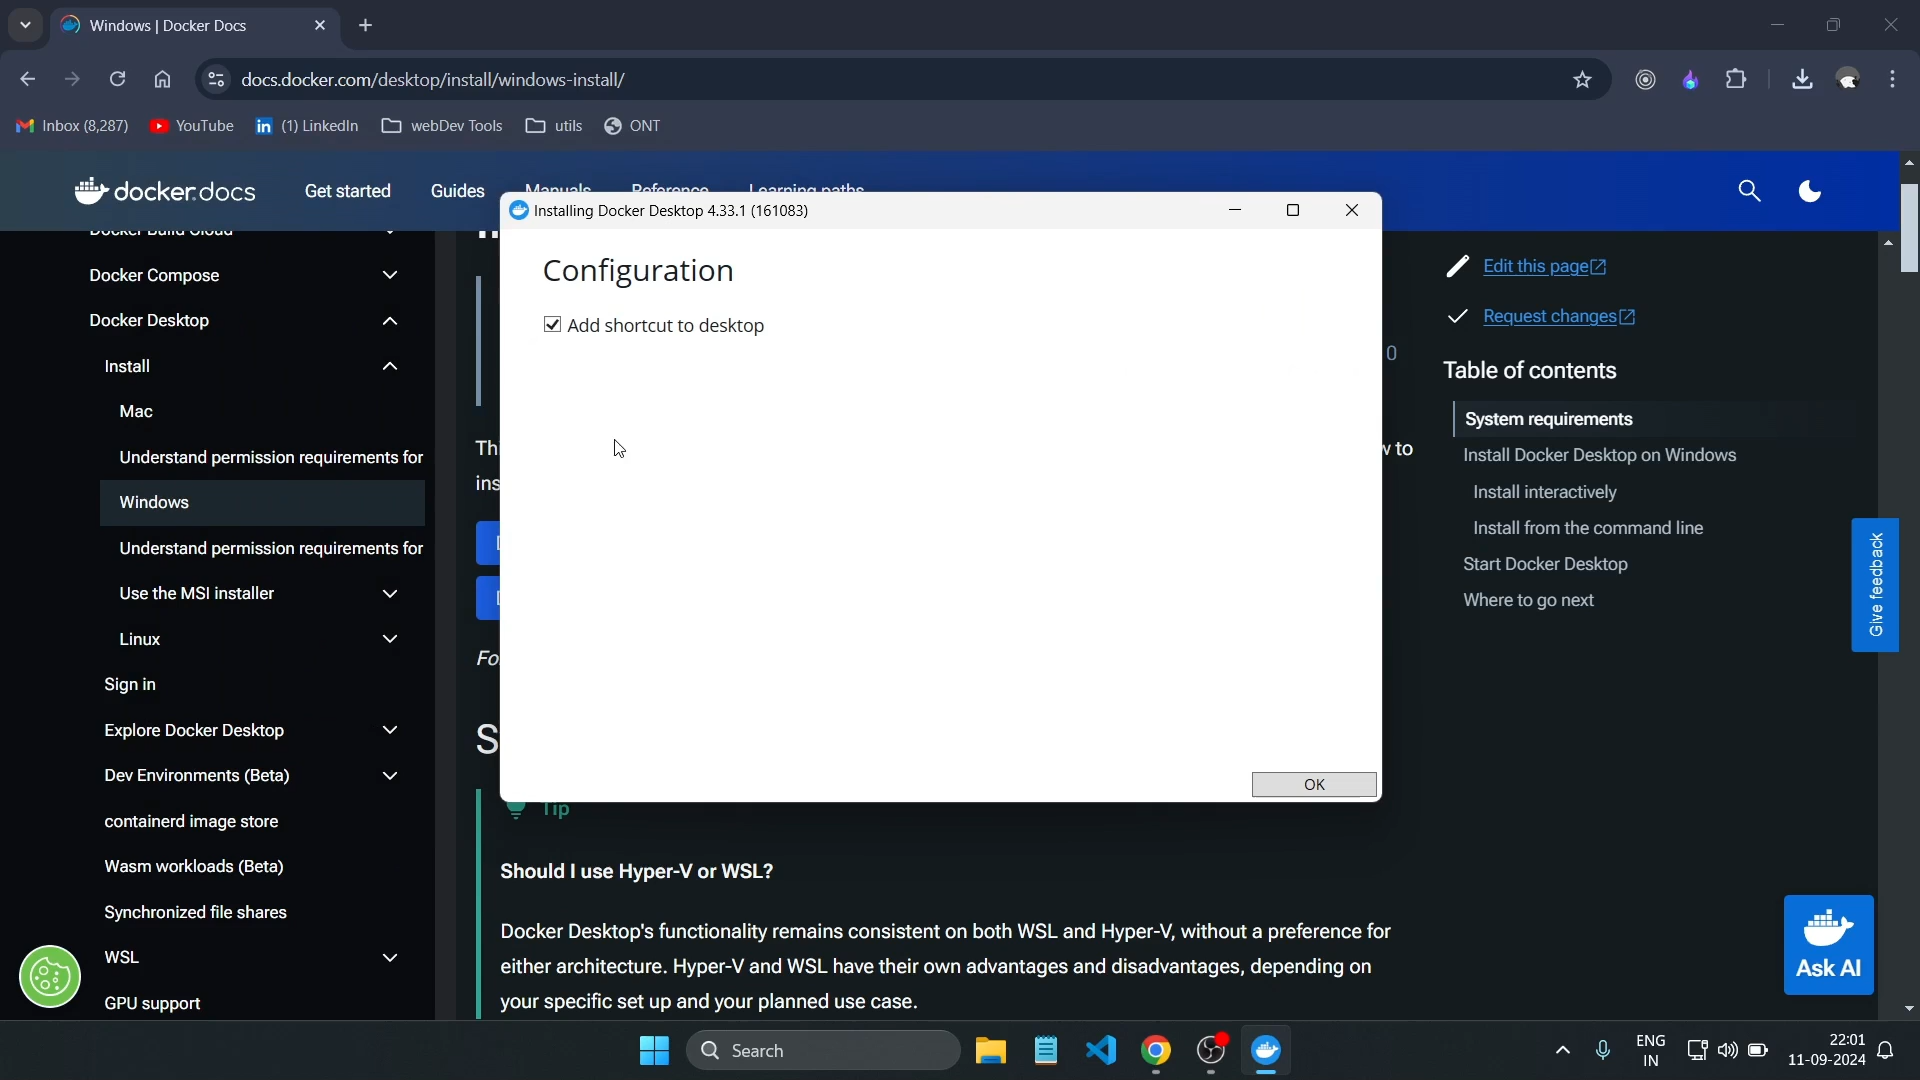 Windows | Docker Docs
docs.docker.com/desktop/install/windows-install/
Inbox (8,287)
YouTube
(1) LinkedIn
webDev Tools
utils
ONT
docker.docs
Get started
Guides
Manuals
Reference
Learning paths
Docker Build Cloud
Docker Compose
Docker Desktop
Install
Mac
Understand permission requirements for
Windows
Understand permission requirements for
Use the MSI installer
Linux
Sign in
Explore Docker Desktop
Dev Environments (Beta)
containerd image store
Wasm workloads (Beta)
Synchronized file shares
WSL
GPU support
Installing Docker Desktop 4.33.1 (161083)
Configuration
Add shortcut to desktop
OK
Tip
Should I use Hyper-V or WSL?
Docker Desktop's functionality remains consistent on both WSL and Hyper-V, without a preference for
either architecture. Hyper-V and WSL have their own advantages and disadvantages, depending on
your specific set up and your planned use case.
Edit this page
Request changes
Table of contents
System requirements
Install Docker Desktop on Windows
Install interactively
Install from the command line
Start Docker Desktop
Where to go next
Give feedback
Ask AI
Search
ENG
IN
22:01
11-09-2024